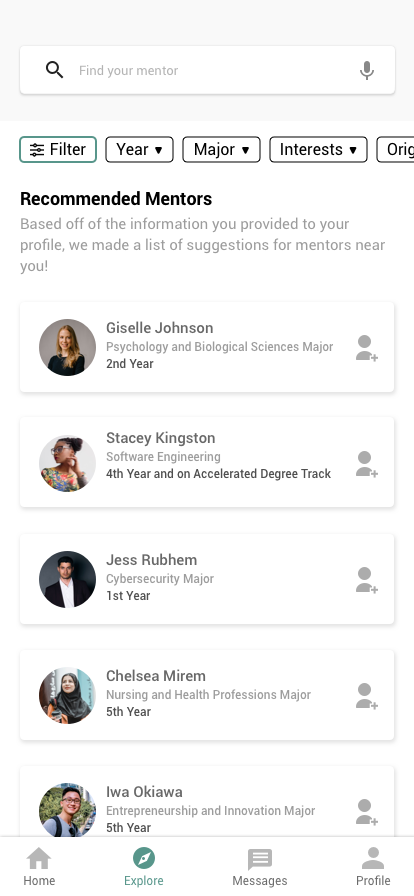 Find your mentor
Filter Year ▾ Major ▾ Interests ▾ Orig
Recommended Mentors
Based off of the information you provided to your
profile, we made a list of suggestions for mentors near
you!
Giselle Johnson
Psychology and Biological Sciences Major
2nd Year
Stacey Kingston
Software Engineering
4th Year and on Accelerated Degree Track
Jess Rubhem
Cybersecurity Major
1st Year
Chelsea Mirem
Nursing and Health Professions Major
5th Year
Iwa Okiawa
Entrepreneurship and Innovation Major
5th Year
Home Explore Messages Profile